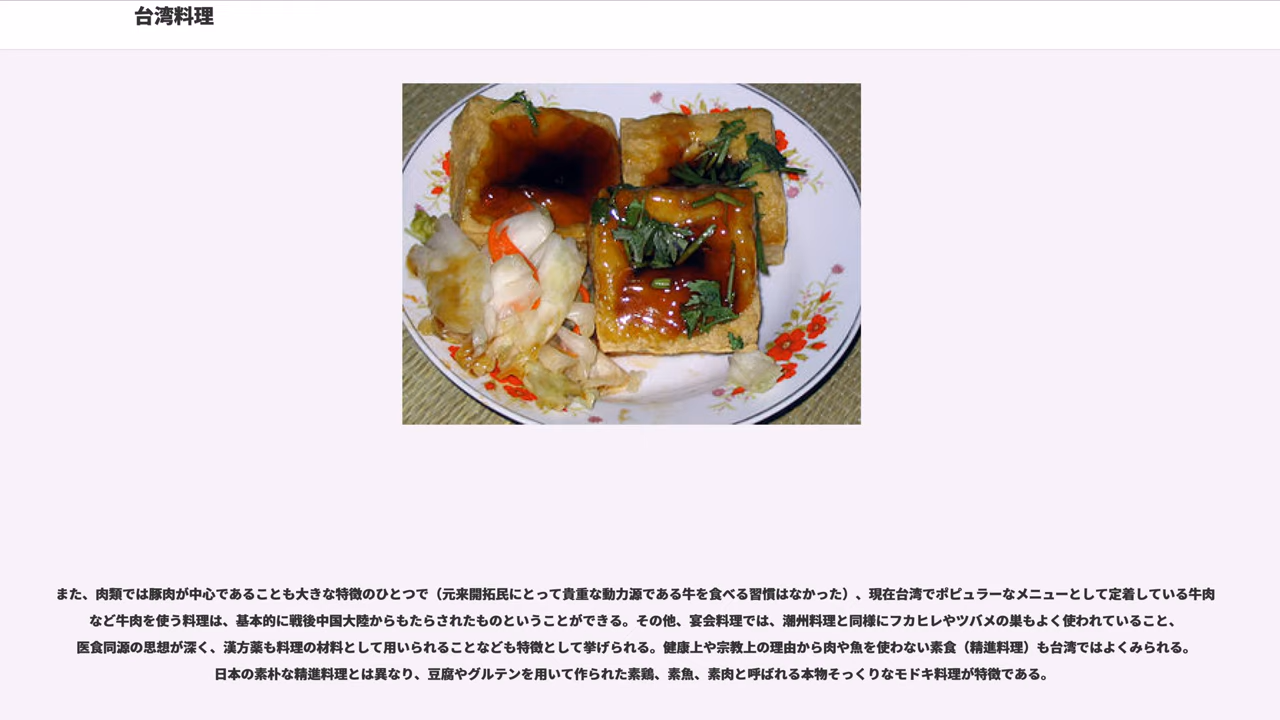 台湾料理
また、肉類では豚肉が中心であることも大きな特徴のひとつで（元来開拓民にとって貴重な動力源である牛を食べる習慣はなかった）、現在台湾でポピュラーなメニューとして定着している牛肉
など牛肉を使う料理は、基本的に戦後中国大陸からもたらされたものということができる。その他、宴会料理では、潮州料理と同様にフカヒレやツバメの巣もよく使われていること、
医食同源の思想が深く、漢方薬も料理の材料として用いられることなども特徴として挙げられる。健康上や宗教上の理由から肉や魚を使わない素食（精進料理）も台湾ではよくみられる。
日本の素朴な精進料理とは異なり、豆腐やグルテンを用いて作られた素鶏、素魚、素肉と呼ばれる本物そっくりなモドキ料理が特徴である。